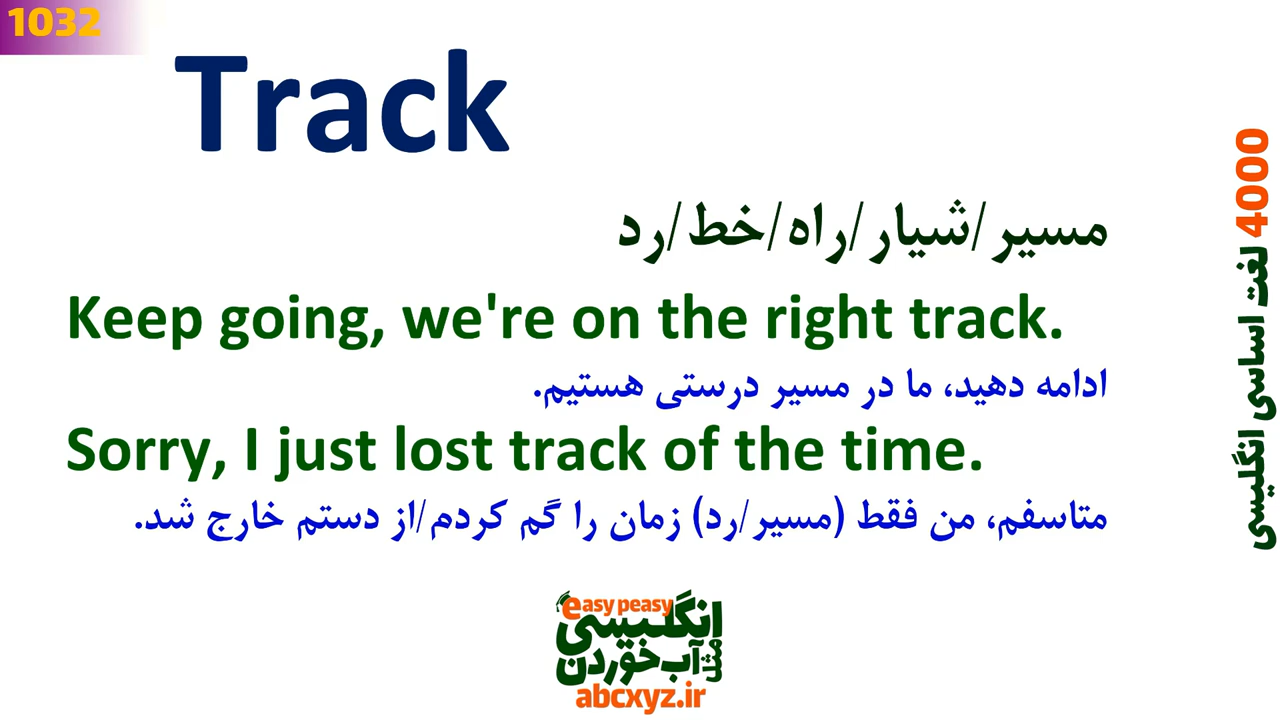 1032
Track
مسیر/شیار/راه/خط/رد
Keep going, we're on the right track.
ادامه دهید، ما در مسیر درستی هستیم.
Sorry, I just lost track of the time.
متاسفم، من فقط (مسیر/رد) زمان را گم کردم/از دستم خارج شد.
4000 لغت اساسی انگلیسی
easy peasy
انگلیسی
مثل آب خوردن
abcxyz.ir